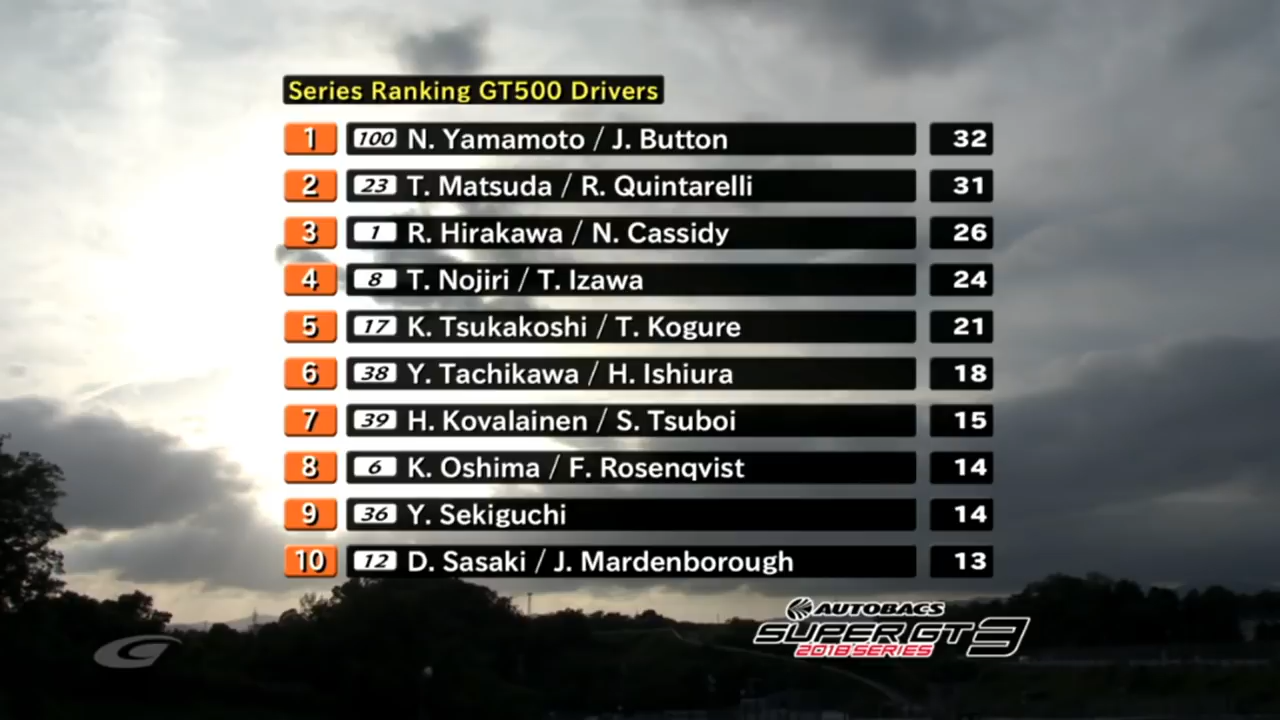 Series Ranking GT500 Drivers
1 100 N. Yamamoto / J. Button 32
2 23 T. Matsuda / R. Quintarelli 31
3 1 R. Hirakawa / N. Cassidy 26
4 8 T. Nojiri / T. Izawa 24
5 17 K. Tsukakoshi / T. Kogure 21
6 38 Y. Tachikawa / H. Ishiura 18
7 39 H. Kovalainen / S. Tsuboi 15
8 6 K. Oshima / F. Rosenqvist 14
9 36 Y. Sekiguchi 14
10 12 D. Sasaki / J. Mardenborough 13
AUTOBACS
SUPER GT 3
2018 SERIES
G